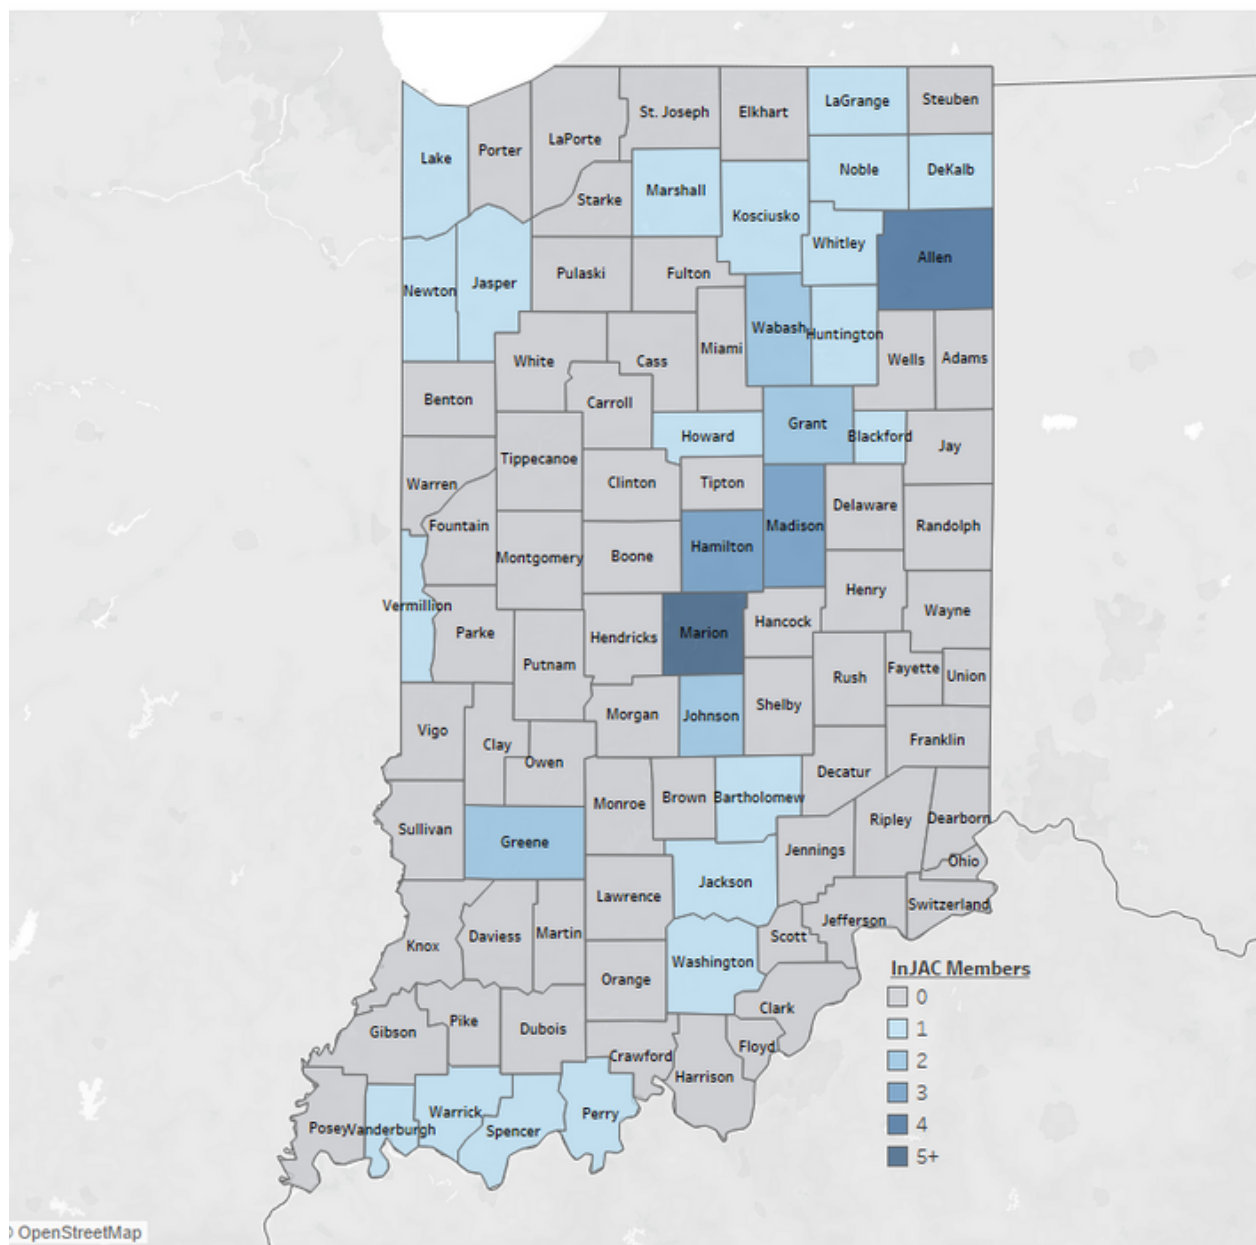 LaGrange
Steuben
St. Joseph
Elkhart
LaPorte
Porter
Lake
Noble
DeKalb
Marshall
Starke
Kosciusko
Whitley
Allen
Pulaski
Fulton
Jasper
Newton
Wabash
Huntington
Miami
Wells
Adams
White
Cass
Benton
Carroll
Grant
Howard
Blackford
Jay
Tippecanoe
Clinton
Tipton
Warren
Delaware
Fountain
Madison
Randolph
Hamilton
Montgomery
Boone
Henry
Vermillion
Wayne
Parke
Hendricks
Marion
Hancock
Putnam
Fayette
Union
Rush
Morgan
Johnson
Shelby
Vigo
Clay
Franklin
Owen
Decatur
Monroe
Brown
Bartholomew
Ripley
Dearborn
Sullivan
Greene
Jennings
Ohio
Jackson
Lawrence
Switzerland
Jefferson
Knox
Daviess
Martin
Scott
Washington
Orange
Clark
Gibson
Pike
Dubois
Floyd
Crawford
Harrison
Posey
Vanderburgh
Warrick
Spencer
Perry
InJAC Members
0
1
2
3
4
5+
© OpenStreetMap